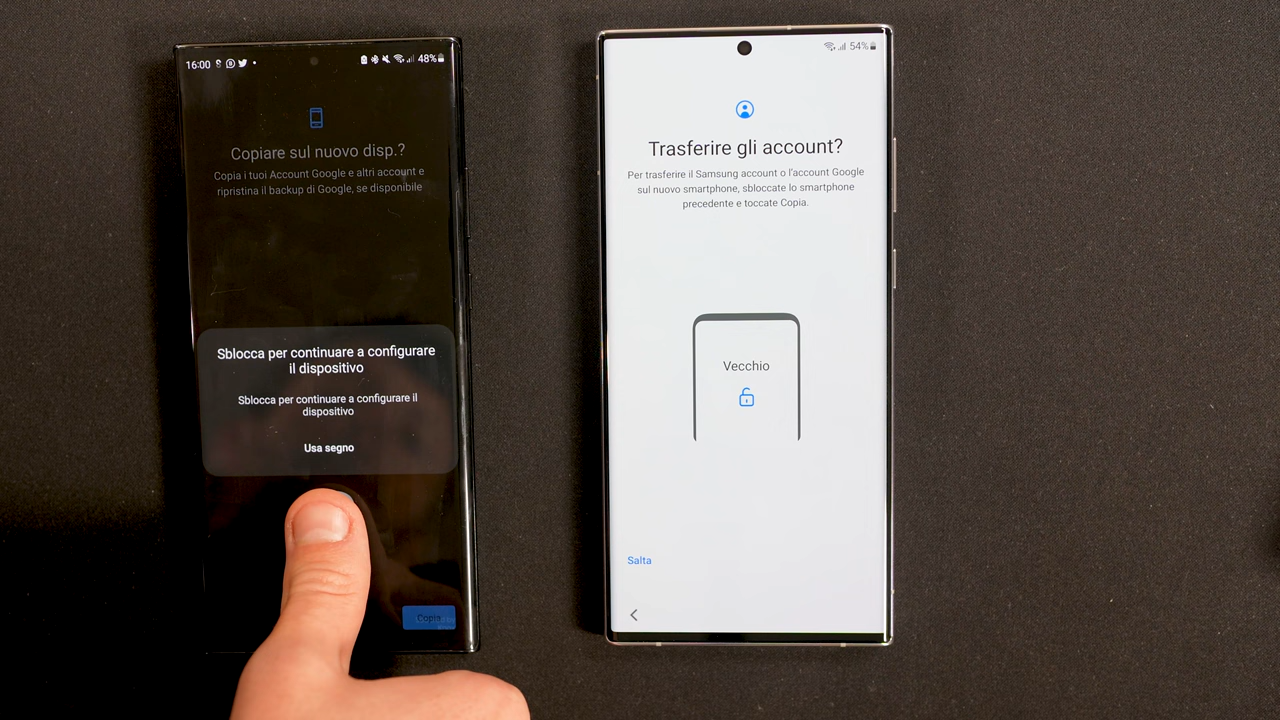 16:00
48%
Copiare sul nuovo disp.?
Copia i tuoi Account Google e altri account e
ripristina il backup di Google, se disponibile
Sblocca per continuare a configurare
il dispositivo
Sblocca per continuare a configurare il
dispositivo
Usa segno
Copia
54%
Trasferire gli account?
Per trasferire il Samsung account o l'account Google
sul nuovo smartphone, sbloccate lo smartphone
precedente e toccate Copia.
Vecchio
Salta